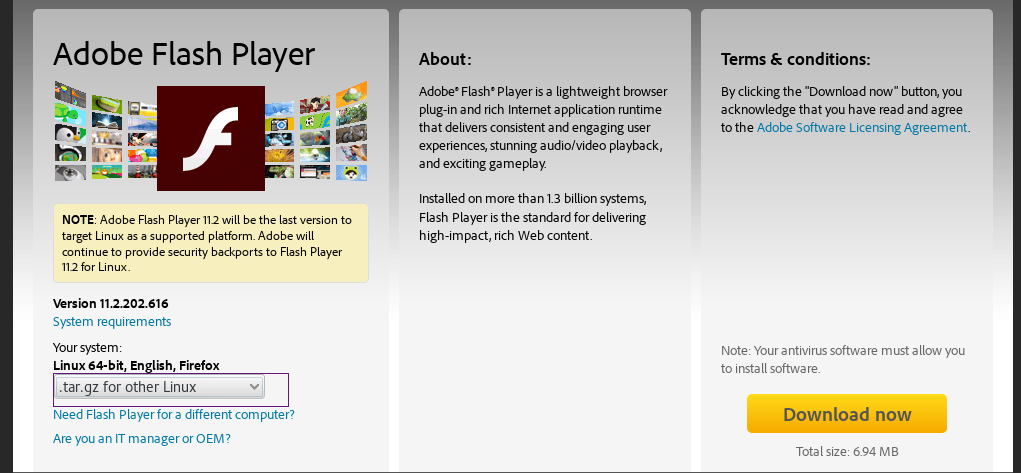 Adobe Flash Player
NOTE: Adobe Flash Player 11.2 will be the last version to
target Linux as a supported platform. Adobe will
continue to provide security backports to Flash Player
11.2 for Linux.
Version 11.2.202.616
System requirements
Your system:
Linux 64-bit, English, Firefox
.tar.gz for other Linux
Need Flash Player for a different computer?
Are you an IT manager or OEM?
About:
Adobe® Flash® Player is a lightweight browser
plug-in and rich Internet application runtime
that delivers consistent and engaging user
experiences, stunning audio/video playback,
and exciting gameplay.
Installed on more than 1.3 billion systems,
Flash Player is the standard for delivering
high-impact, rich Web content.
Terms & conditions:
By clicking the "Download now" button, you
acknowledge that you have read and agree
to the Adobe Software Licensing Agreement.
Note: Your antivirus software must allow you
to install software.
Download now
Total size: 6.94 MB